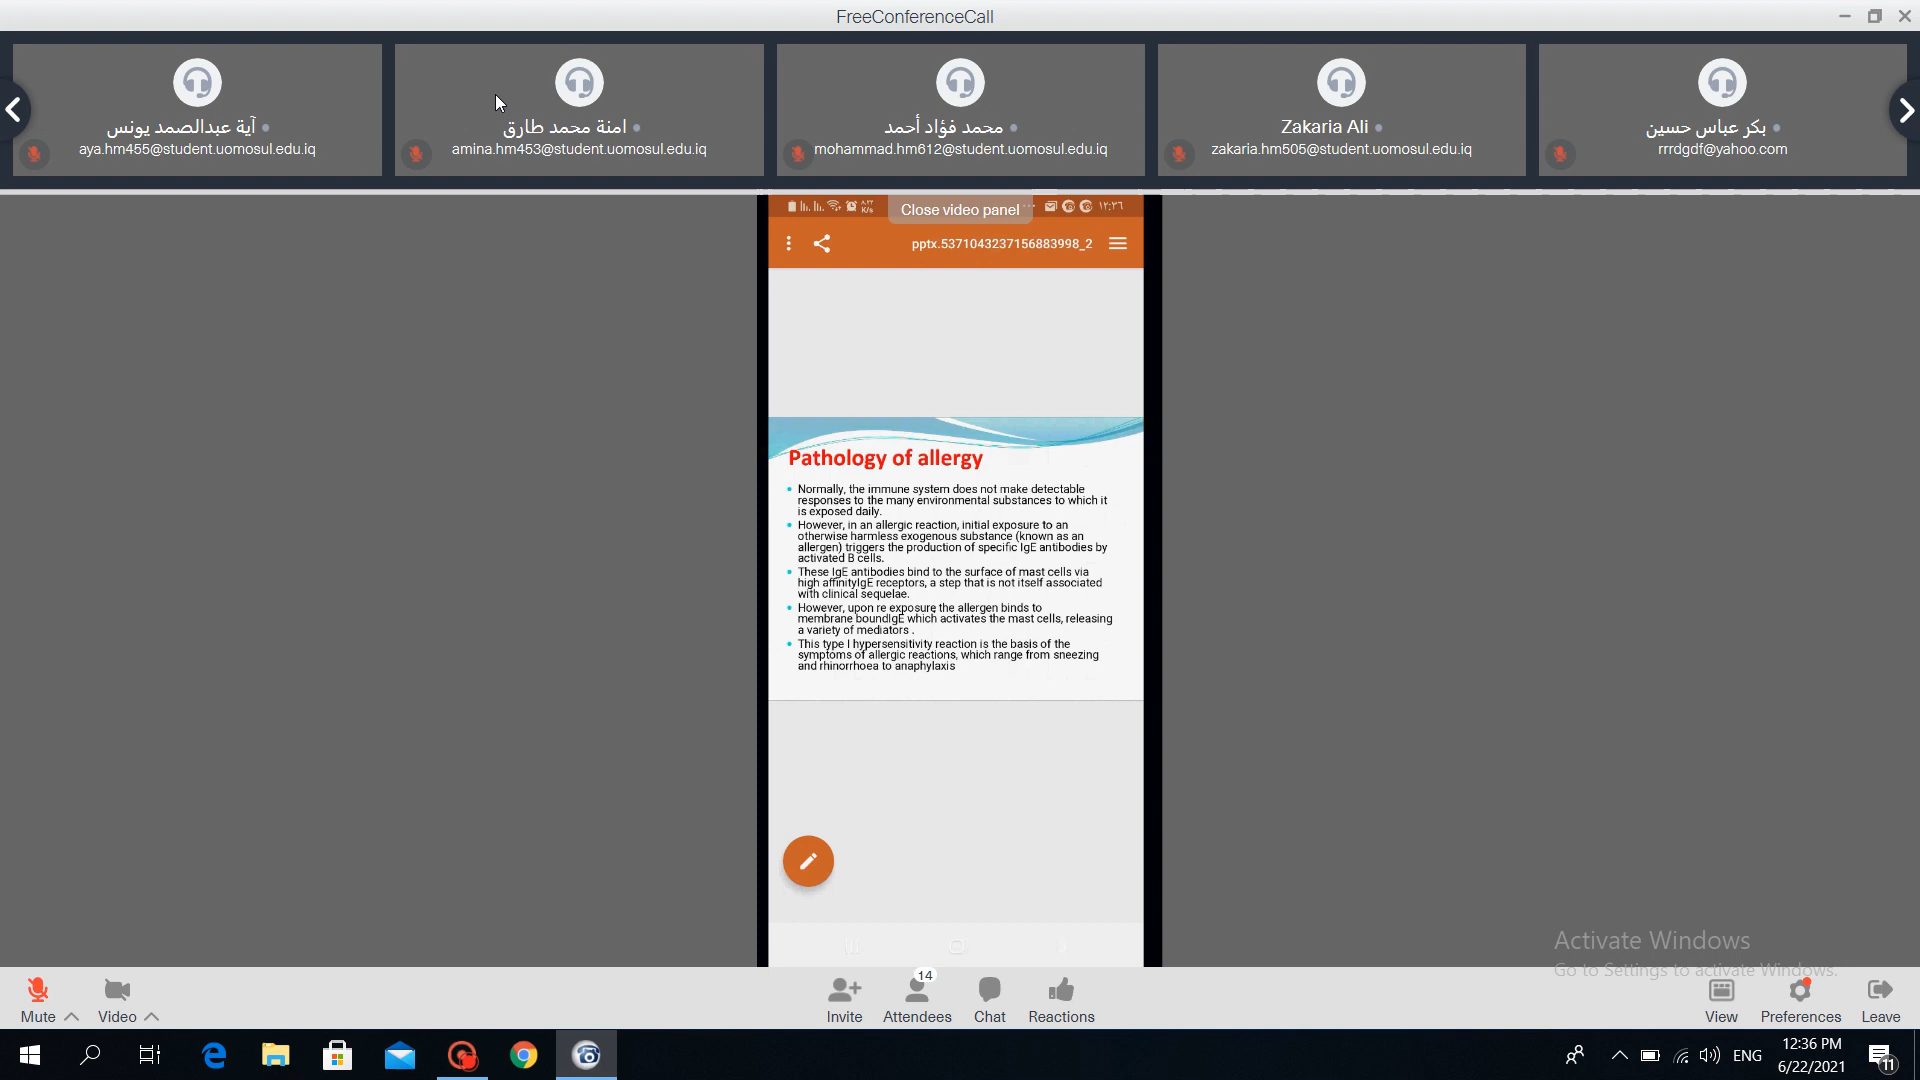 FreeConferenceCall
آية عبدالصمد يونس
aya.hm455@student.uomosul.edu.iq
امنة محمد طارق
amina.hm453@student.uomosul.edu.iq
محمد فؤاد أحمد
mohammad.hm612@student.uomosul.edu.iq
Zakaria Ali
zakaria.hm505@student.uomosul.edu.iq
بكر عباس حسين
rrrdgdf@yahoo.com
Close video panel
١٢:٣٦
pptx.5371043237156883998_2
Pathology of allergy
• Normally, the immune system does not make detectable
responses to the many environmental substances to which it
is exposed daily.
• However, in an allergic reaction, initial exposure to an
otherwise harmless exogenous substance (known as an
allergen) triggers the production of specific IgE antibodies by
activated B cells.
• These IgE antibodies bind to the surface of mast cells via
high affinityIgE receptors, a step that is not itself associated
with clinical sequelae.
• However, upon re exposure, the allergen binds to
membrane boundIgE which activates the mast cells, releasing
a variety of mediators .
• This type I hypersensitivity reaction is the basis of the
symptoms of allergic reactions, which range from sneezing
and rhinorrhoea to anaphylaxis
Activate Windows
Go to Settings to activate Windows.
Mute
Video
Invite
14
Attendees
Chat
Reactions
View
Preferences
Leave
ENG
12:36 PM
6/22/2021
11